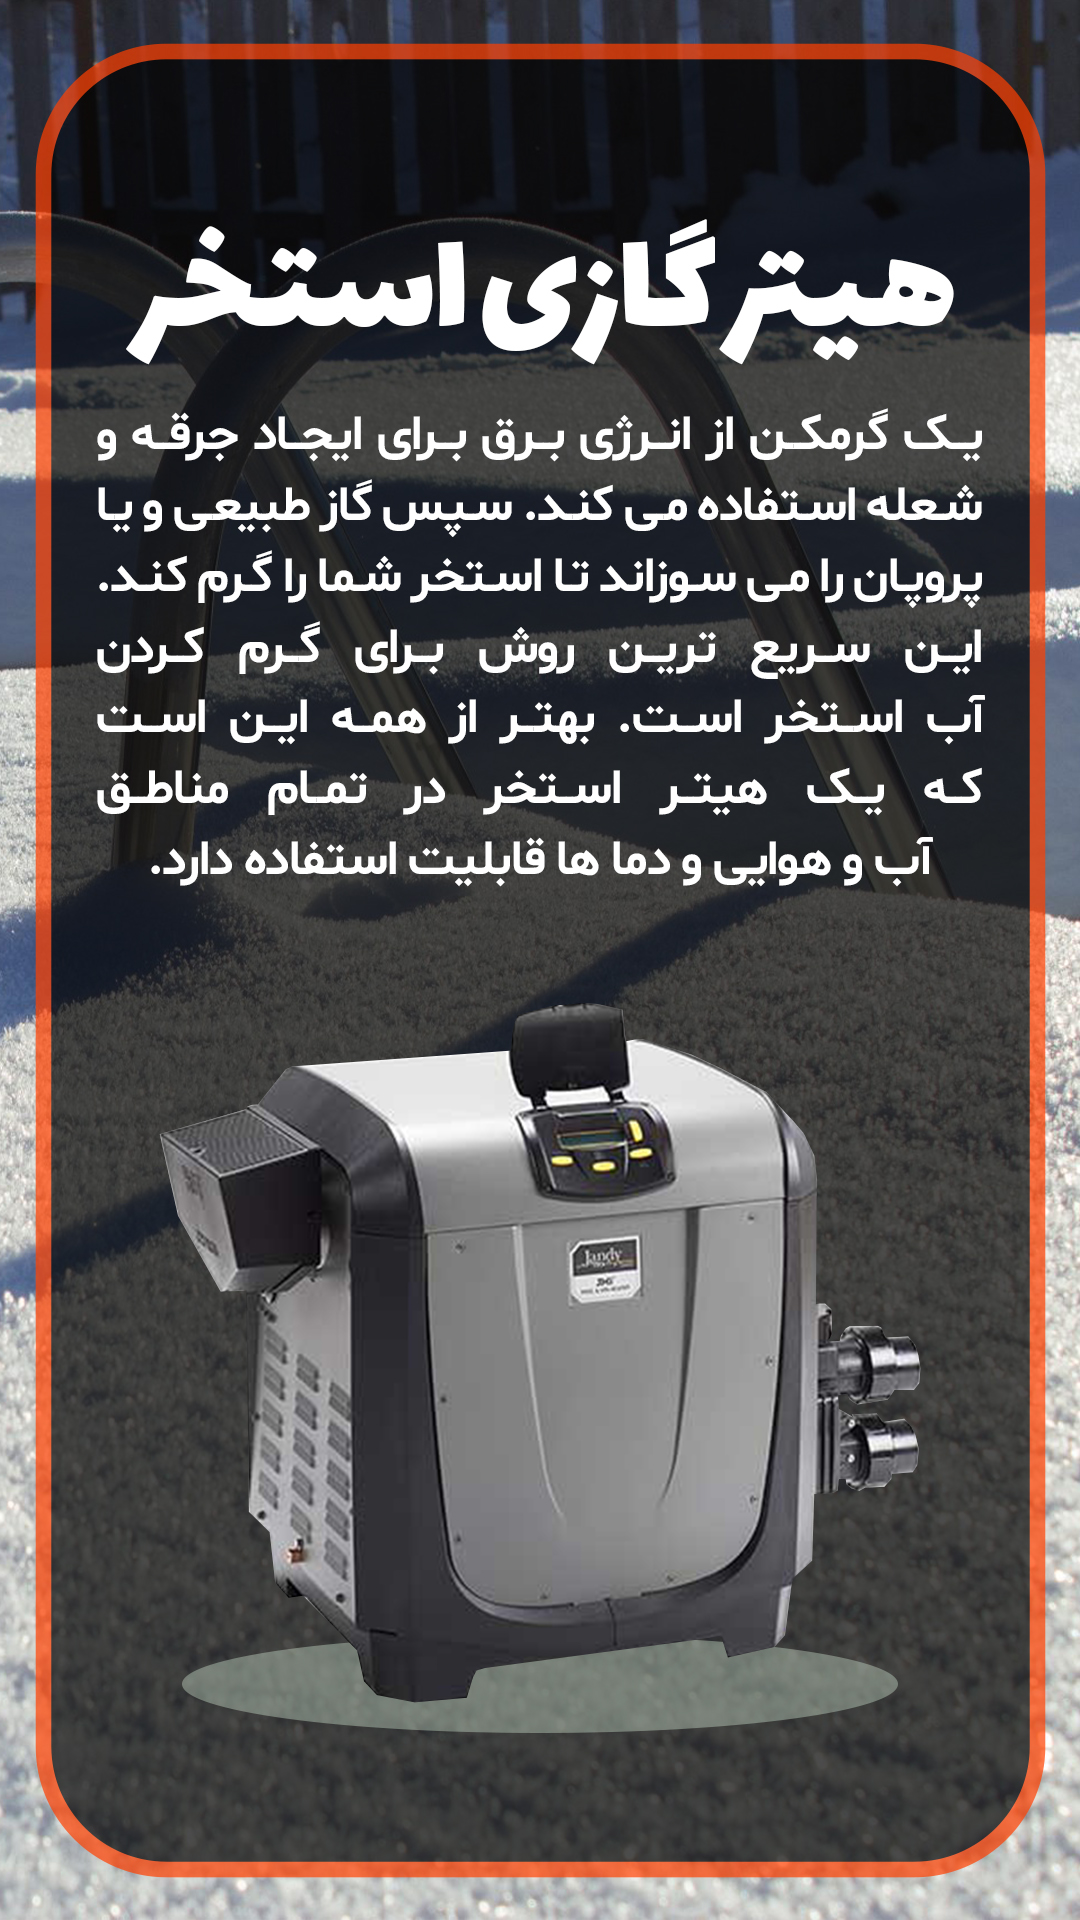 هیتر گازی استخر
یک گرمکن از انرژی برق برای ایجاد جرقه و
شعله استفاده می کند. سپس گاز طبیعی و یا
پروپان را می سوزاند تا استخر شما را گرم کند.
این سریع ترین روش برای گرم کردن
آب استخر است. بهتر از همه این است
که یک هیتر استخر در تمام مناطق
آب و هوایی و دما ها قابلیت استفاده دارد.
Jandy